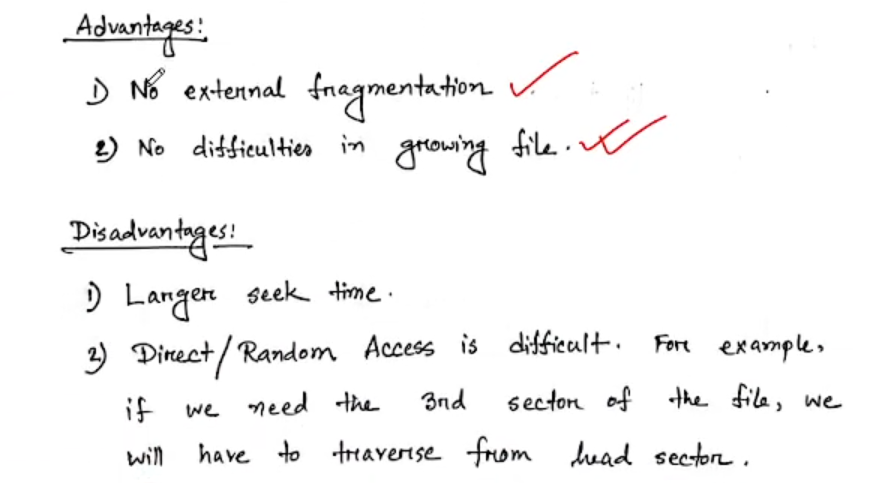 Advantages:
1) No external fragmentation
2) No difficulties in growing file.
Disadvantages:
1) Larger seek time.
2) Direct/Random Access is difficult. For example,
if we need the 3rd sector of the file, we
will have to traverse from head sector.